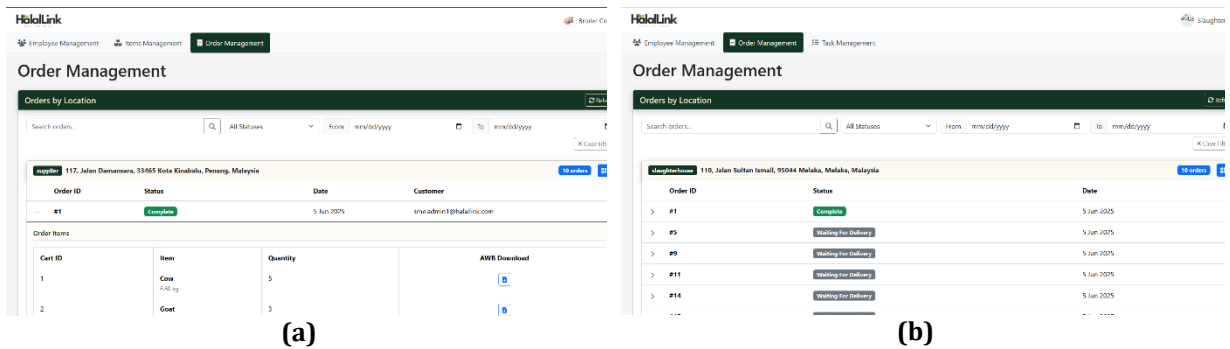 HalalLink
Broiler Co
Employee Management Items Management Order Management
Order Management
Orders by Location
Refre
Search orders.. All Statuses From mm/dd/yyyy To mm/dd/yyyy
Clear Filt
supplier 117, Jalan Damansara, 33465 Kota Kinabalu, Penang, Malaysia 10 orders
Order ID Status Date Customer
#1 Complete 5 Jun 2025 sme.admin1@halallink.com
Order Items
Cart ID Item Quantity AWB Download
1 Cow 5
6.60 kg
2 Goat 3
(a)
HalalLink
Slaughter
Employee Management Order Management Task Management
Order Management
Orders by Location
Refr
Search orders.. All Statuses From mm/dd/yyyy To mm/dd/yyyy
Clear Filt
slaughterhouse 110, Jalan Sultan Ismail, 95044 Melaka, Melaka, Malaysia 10 orders
Order ID Status Date
#1 Complete 5 Jun 2025
#5 Waiting For Delivery 5 Jun 2025
#9 Waiting For Delivery 5 Jun 2025
#11 Waiting For Delivery 5 Jun 2025
#14 Waiting For Delivery 5 Jun 2025
(b)